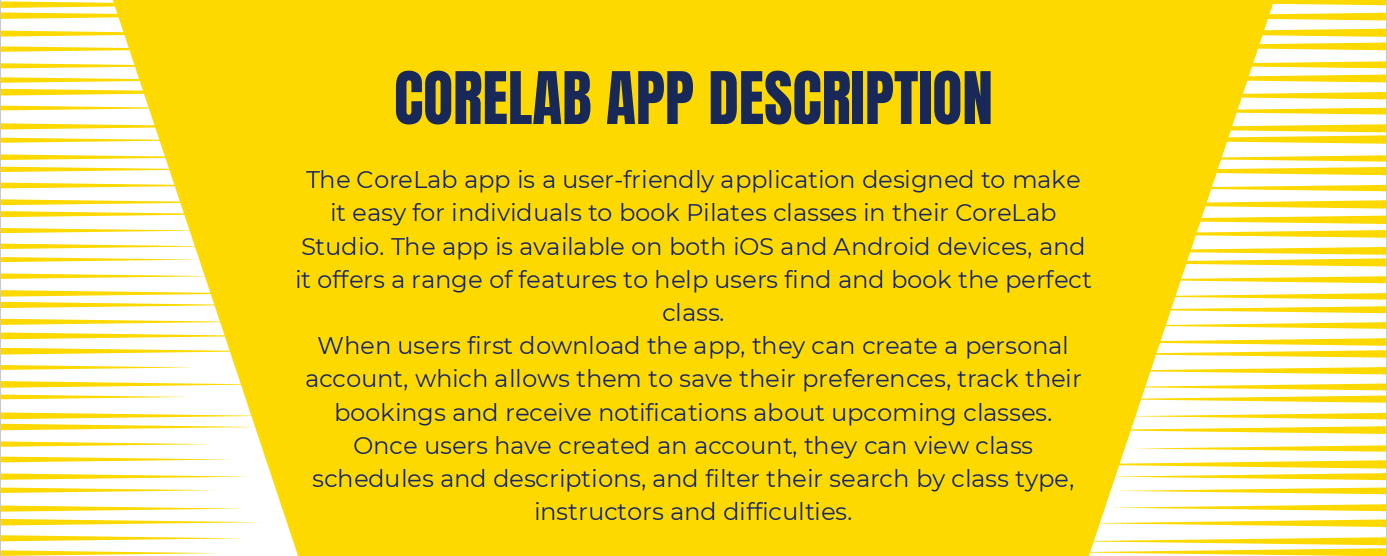 CORELAB APP DESCRIPTION
The CoreLab app is a user-friendly application designed to make
it easy for individuals to book Pilates classes in their CoreLab
Studio. The app is available on both iOS and Android devices, and
it offers a range of features to help users find and book the perfect
class.
When users first download the app, they can create a personal
account, which allows them to save their preferences, track their
bookings and receive notifications about upcoming classes.
Once users have created an account, they can view class
schedules and descriptions, and filter their search by class type,
instructors and difficulties.